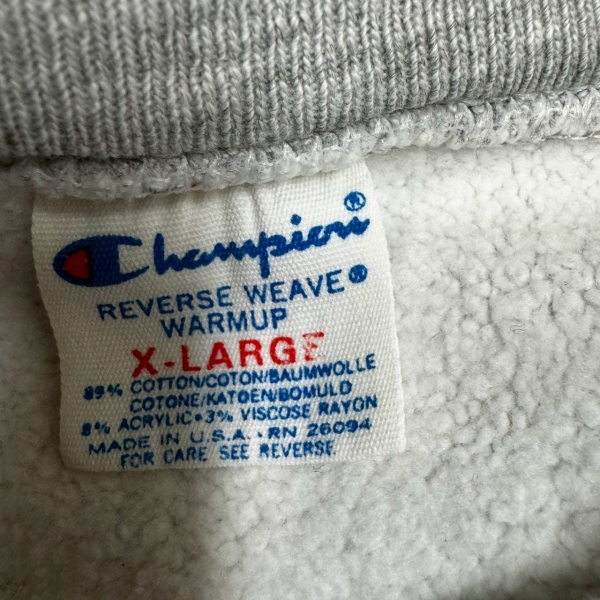 Champion®
REVERSE WEAVE®
WARMUP
X-LARGE
89% COTTON/COTON/BAUMWOLLE
COTONE/KATOEN/BOMULD
8% ACRYLIC•3% VISCOSE RAYON
MADE IN U.S.A. • RN 26094
FOR CARE SEE REVERSE